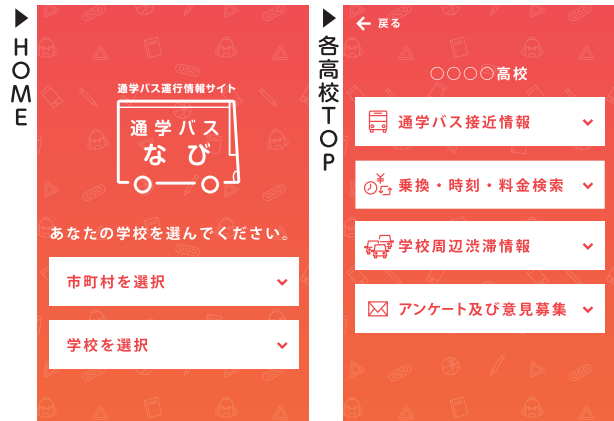 ▶HOME
通学バス運行情報サイト
通学バス
なび
あなたの学校を選んでください。
市町村を選択
学校を選択
▶各高校TOP
← 戻る
○○○○高校
通学バス接近情報
乗換・時刻・料金検索
学校周辺渋滞情報
アンケート及び意見募集